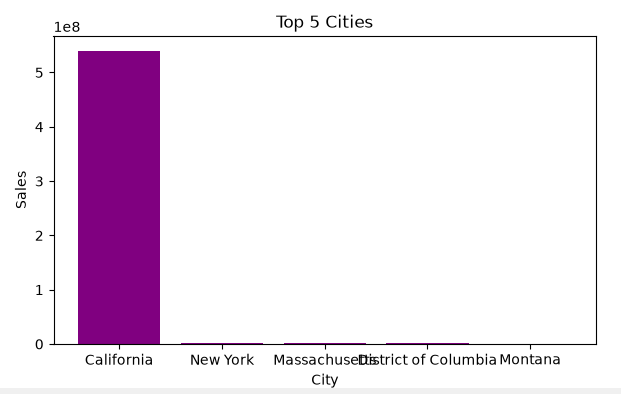 Top 5 Cities
1e8
5
4
3
2
1
0
Sales
California New York Massachusetts District of Columbia Montana
City